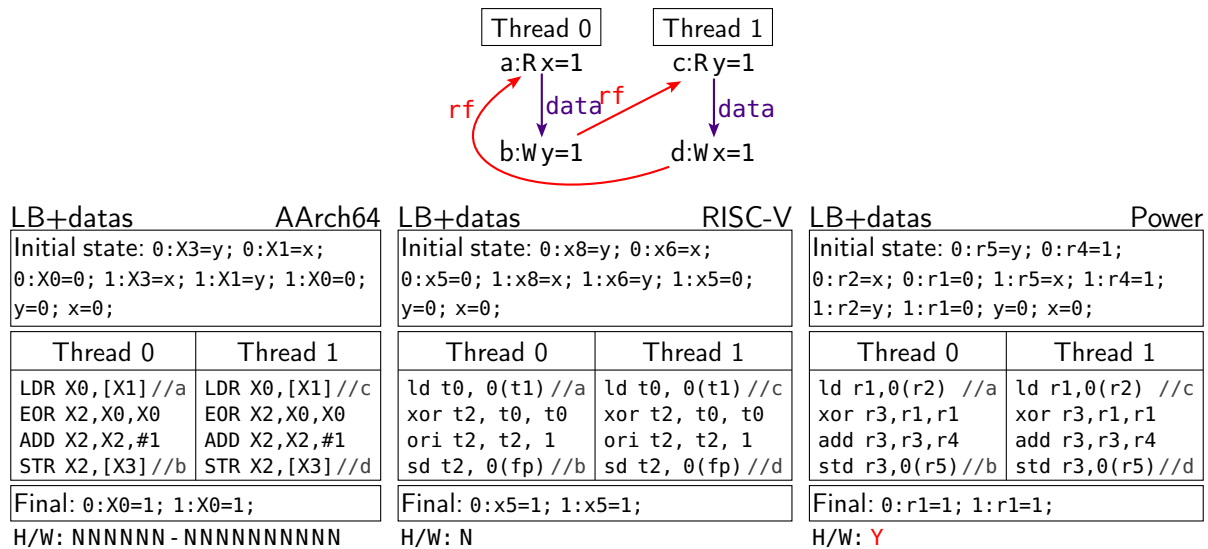 Thread 0 Thread 1
a:R x=1 c:R y=1
rf data rf data
b:W y=1 d:W x=1
LB+datas AArch64
Initial state: 0:X3=y; 0:X1=x;
0:X0=0; 1:X3=x; 1:X1=y; 1:X0=0;
y=0; x=0;
Thread 0 Thread 1
LDR X0,[X1]//a LDR X0,[X1]//c
EOR X2,X0,X0 EOR X2,X0,X0
ADD X2,X2,#1 ADD X2,X2,#1
STR X2,[X3]//b STR X2,[X3]//d
Final: 0:X0=1; 1:X0=1;
H/W: NNNNNN-NNNNNNNNNN
LB+datas RISC-V
Initial state: 0:x8=y; 0:x6=x;
0:x5=0; 1:x8=x; 1:x6=y; 1:x5=0;
y=0; x=0;
Thread 0 Thread 1
ld t0, 0(t1)//a ld t0, 0(t1)//c
xor t2, t0, t0 xor t2, t0, t0
ori t2, t2, 1 ori t2, t2, 1
sd t2, 0(fp)//b sd t2, 0(fp)//d
Final: 0:x5=1; 1:x5=1;
H/W: N
LB+datas Power
Initial state: 0:r5=y; 0:r4=1;
0:r2=x; 0:r1=0; 1:r5=x; 1:r4=1;
1:r2=y; 1:r1=0; y=0; x=0;
Thread 0 Thread 1
ld r1,0(r2) //a ld r1,0(r2) //c
xor r3,r1,r1 xor r3,r1,r1
add r3,r3,r4 add r3,r3,r4
std r3,0(r5)//b std r3,0(r5)//d
Final: 0:r1=1; 1:r1=1;
H/W: Y